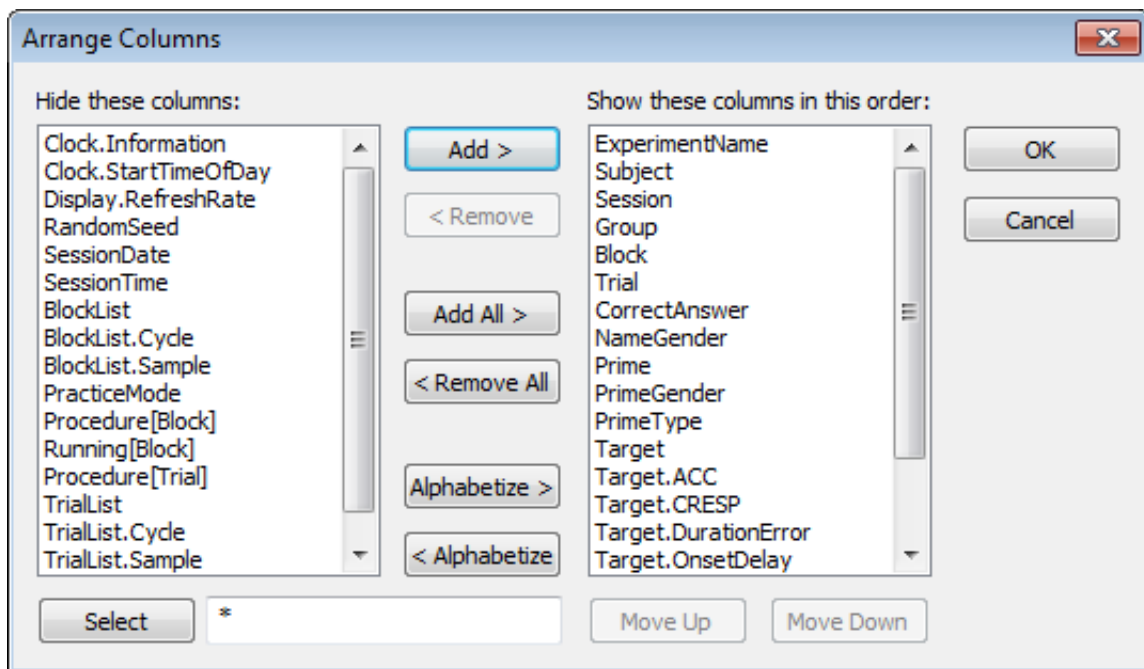 Arrange Columns
Hide these columns:
Clock.Information
Clock.StartTimeOfDay
Display.RefreshRate
RandomSeed
SessionDate
SessionTime
BlockList
BlockList.Cycle
BlockList.Sample
PracticeMode
Procedure[Block]
Running[Block]
Procedure[Trial]
TrialList
TrialList.Cycle
TrialList.Sample
Select
*
Add >
< Remove
Add All >
< Remove All
Alphabetize >
< Alphabetize
Show these columns in this order:
ExperimentName
Subject
Session
Group
Block
Trial
CorrectAnswer
NameGender
Prime
PrimeGender
PrimeType
Target
Target.ACC
Target.CRESP
Target.DurationError
Target.OnsetDelay
Move Up
Move Down
OK
Cancel